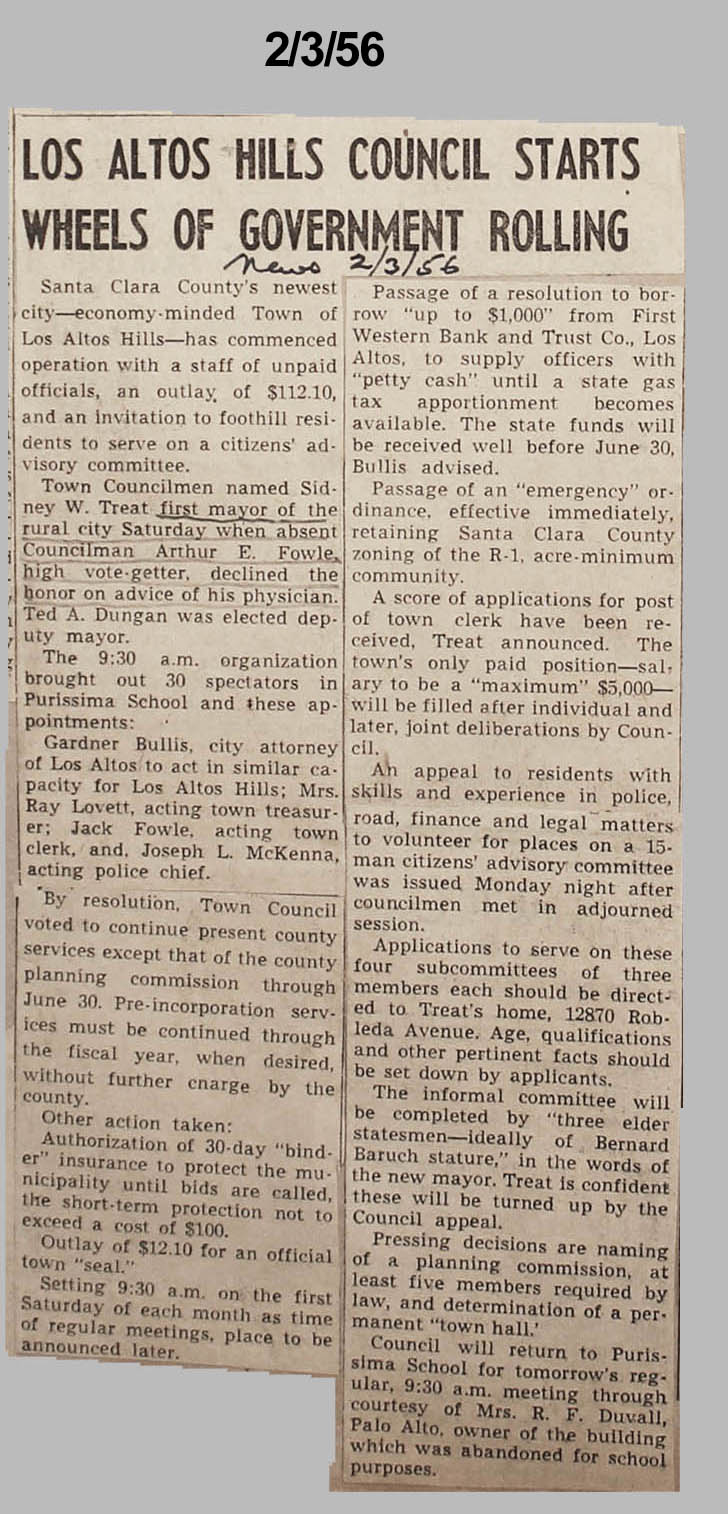 2/3/56
LOS ALTOS HILLS COUNCIL STARTS
WHEELS OF GOVERNMENT ROLLING
News 2/3/56
Santa Clara County's newest
city—economy-minded Town of
Los Altos Hills—has commenced
operation with a staff of unpaid
officials, an outlay of $112.10,
and an invitation to foothill resi-
dents to serve on a citizens' ad-
visory committee.
Town Councilmen named Sid-
ney W. Treat first mayor of the
rural city Saturday when absent
Councilman Arthur E. Fowle,
high vote-getter, declined the
honor on advice of his physician.
Ted A. Dungan was elected dep-
uty mayor.
The 9:30 a.m. organization
brought out 30 spectators in
Purissima School and these ap-
pointments:
Gardner Bullis, city attorney
of Los Altos to act in similar ca-
pacity for Los Altos Hills; Mrs.
Ray Lovett, acting town treasur-
er; Jack Fowle, acting town
clerk, and, Joseph L. McKenna,
acting police chief.
By resolution, Town Council
voted to continue present county
services except that of the county
planning commission through
June 30. Pre-incorporation serv-
ices must be continued through
the fiscal year, when desired,
without further cnarge by the
county.
Other action taken:
Authorization of 30-day "bind-
er" insurance to protect the mu-
nicipality until bids are called,
the short-term protection not to
exceed a cost of $100.
Outlay of $12.10 for an official
town "seal."
Setting 9:30 a.m. on the first
Saturday of each month as time
of regular meetings, place to be
announced later.
Passage of a resolution to bor-
row "up to $1,000" from First
Western Bank and Trust Co., Los
Altos, to supply officers with
"petty cash" until a state gas
tax apportionment becomes
available. The state funds will
be received well before June 30,
Bullis advised.
Passage of an "emergency" or-
dinance, effective immediately,
retaining Santa Clara County
zoning of the R-1, acre-minimum
community.
A score of applications for post
of town clerk have been re-
ceived, Treat announced. The
town's only paid position—sal-
ary to be a "maximum" $5,000—
will be filled after individual and
later, joint deliberations by Coun-
cil.
An appeal to residents with
skills and experience in police,
road, finance and legal matters
to volunteer for places on a 15-
man citizens' advisory committee
was issued Monday night after
councilmen met in adjourned
session.
Applications to serve on these
four subcommittees of three
members each should be direct-
ed to Treat's home, 12870 Rob-
leda Avenue. Age, qualifications
and other pertinent facts should
be set down by applicants.
The informal committee will
be completed by "three elder
statesmen—ideally of Bernard
Baruch stature," in the words of
the new mayor. Treat is confident
these will be turned up by the
Council appeal.
Pressing decisions are naming
of a planning commission, at
least five members required by
law, and determination of a per-
manent "town hall.'
Council will return to Puris-
sima School for tomorrow's reg-
ular, 9:30 a.m. meeting through
courtesy of Mrs. R. F. Duvall,
Palo Alto, owner of the building
which was abandoned for school
purposes.